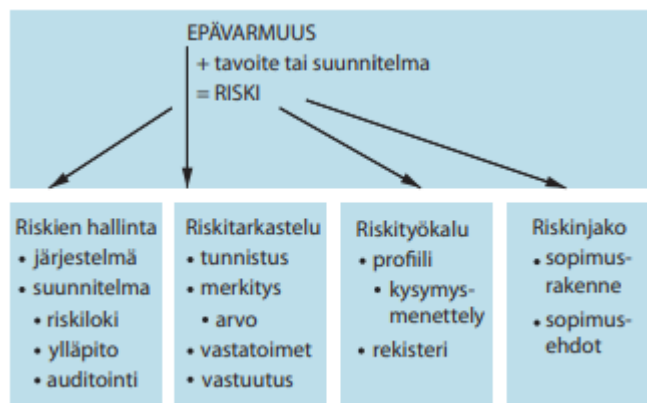 EPÄVARMUUS
+ tavoite tai suunnitelma
= RISKI
Riskien hallinta
• järjestelmä
• suunnitelma
• riskiloki
• ylläpito
• auditointi
Riskitarkastelu
• tunnistus
• merkitys
• arvo
• vastatoimet
• vastuutus
Riskityökalu
• profiili
• kysymys-
menettely
• rekisteri
Riskinjako
• sopimus-
rakenne
• sopimus-
ehdot